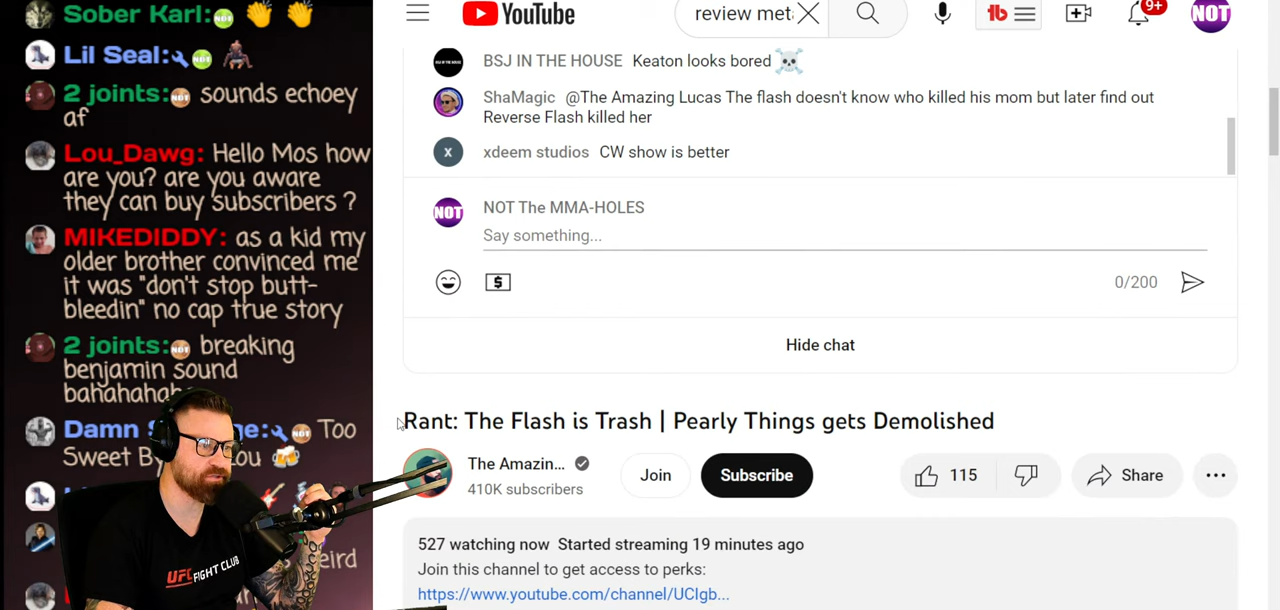 Sober Karl:
Lil Seal:
2 joints: sounds echoey
af
Lou_Dawg: Hello Mos how
are you? are you aware
they can buy subscribers ?
MIKEDIDDY: as a kid my
older brother convinced me
it was "don't stop butt-
bleedin" no cap true story
2 joints: breaking
benjamin sound
Too
Sweet
UFC FIGHT CLUB
YouTube
review met
9+
NOT
BSJ IN THE HOUSE Keaton looks bored
ShaMagic @The Amazing Lucas The flash doesn't know who killed his mom but later find out
Reverse Flash killed her
x xdeem studios CW show is better
NOT NOT The MMA-HOLES
Say something...
0/200
Hide chat
Rant: The Flash is Trash | Pearly Things gets Demolished
The Amazin...
410K subscribers
Join
Subscribe
115
Share
527 watching now Started streaming 19 minutes ago
Join this channel to get access to perks:
https://www.youtube.com/channel/UCIgb...